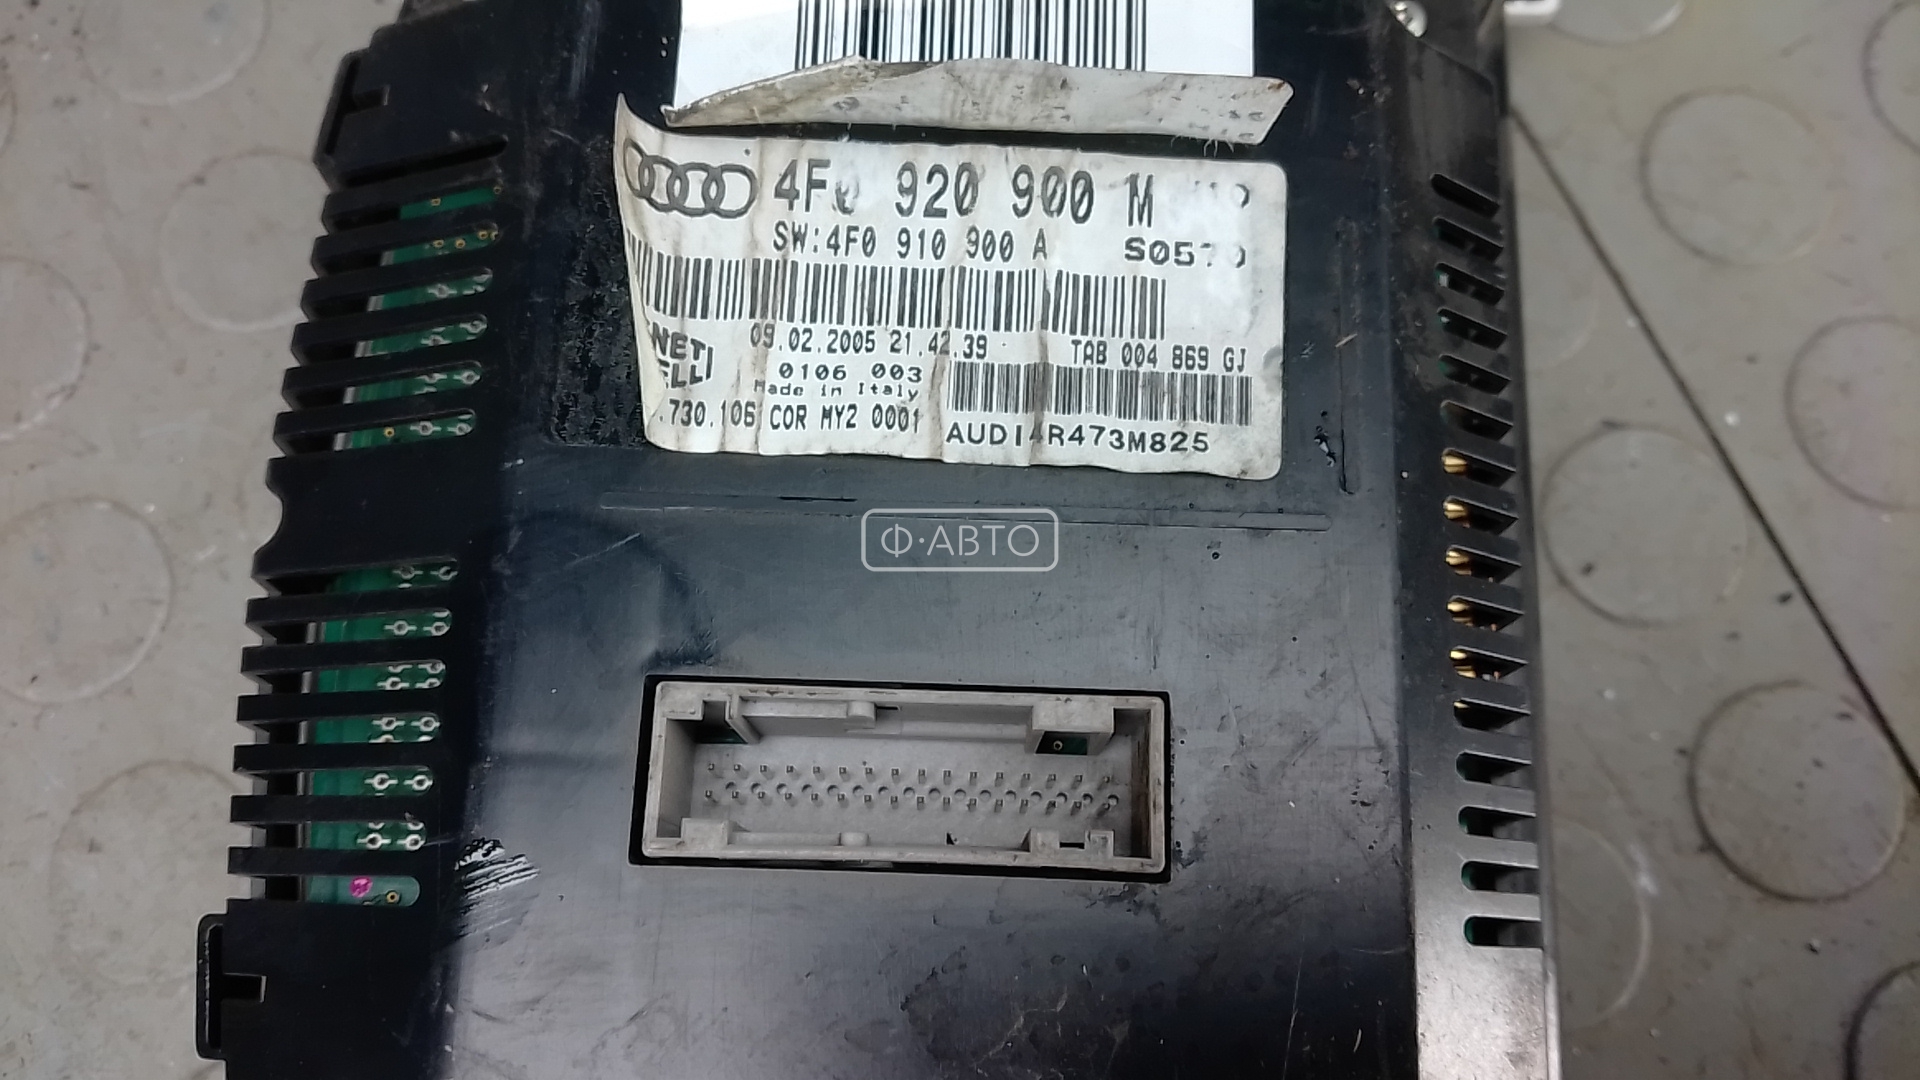 4F0 920 900 M
SW:4F0 910 900 A
09.02.2005 21.42.39
TAB 004 869 GJ
0106 003
Made in Italy
.730.106 COR MY2 0001
AUDI4R473M825
Ф·АВТО